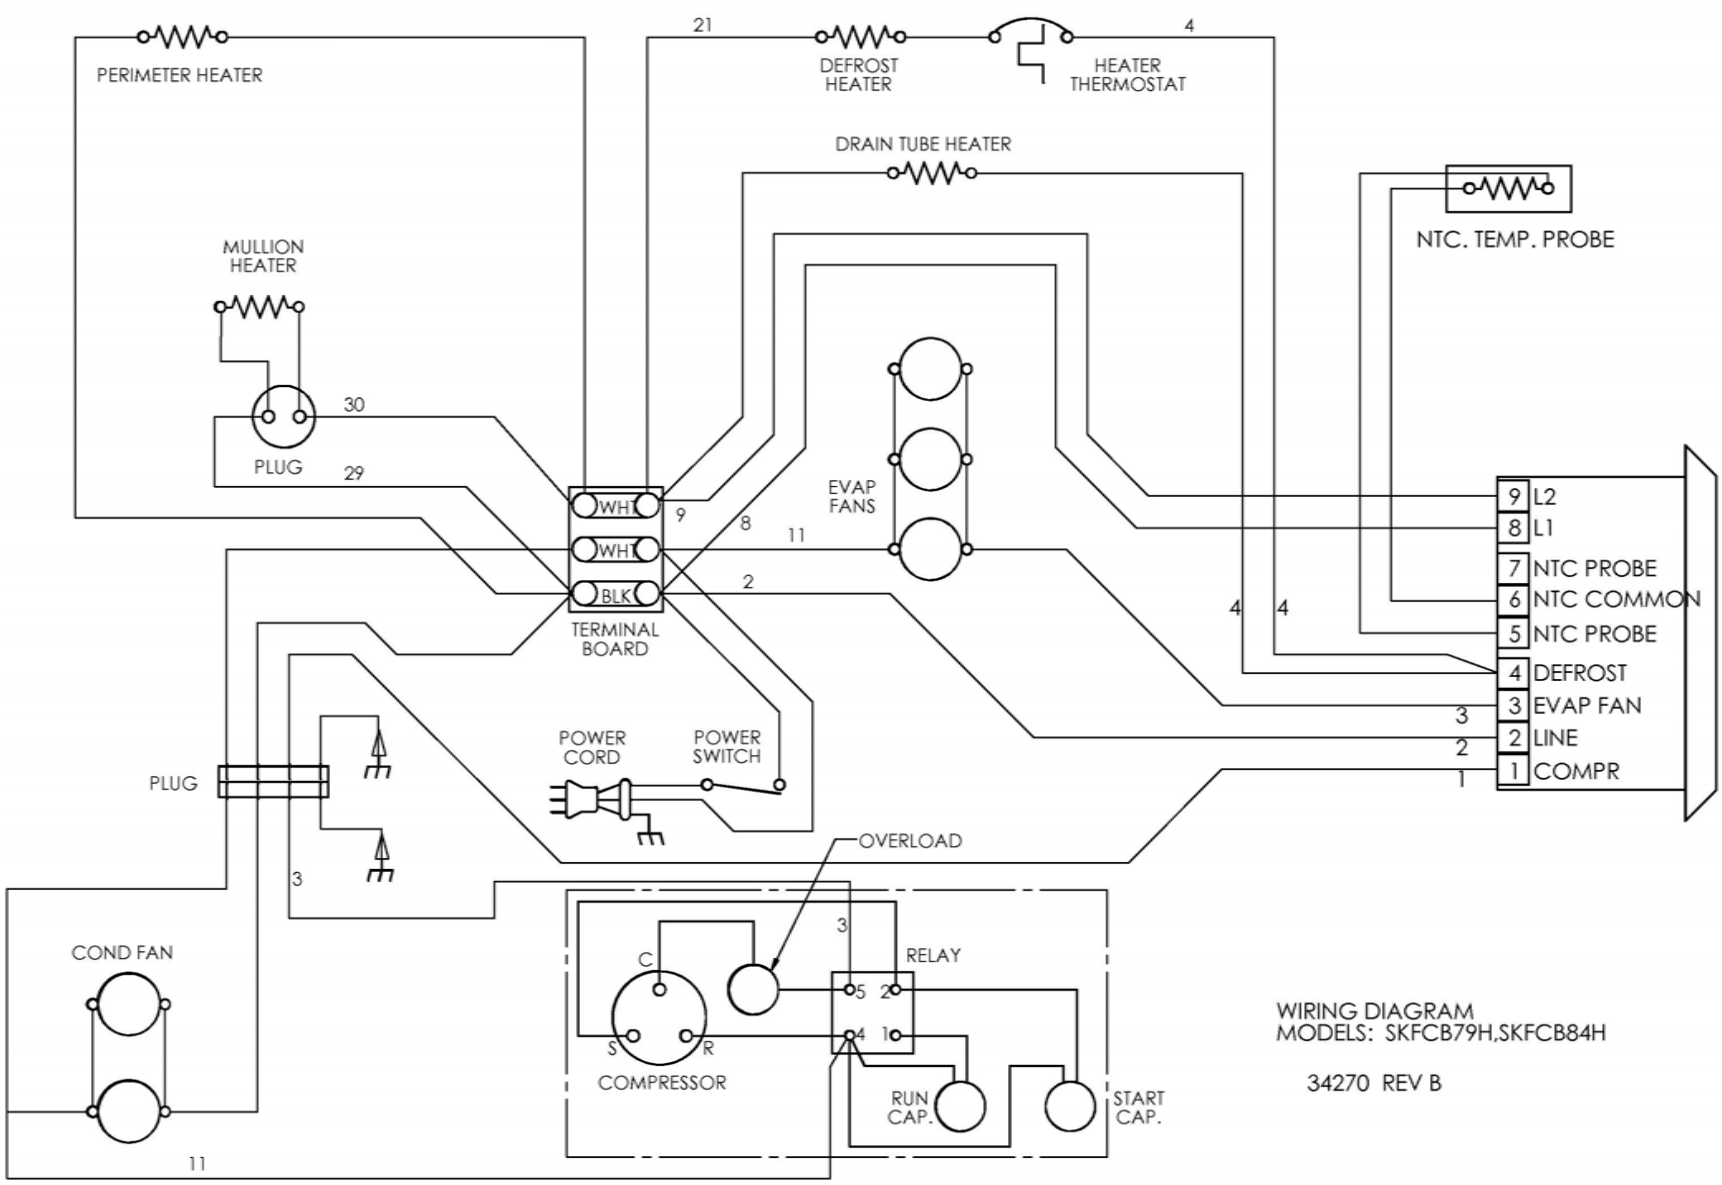 21
4
PERIMETER HEATER
DEFROST
HEATER
HEATER
THERMOSTAT
DRAIN TUBE HEATER
NTC. TEMP. PROBE
MULLION
HEATER
30
PLUG
29
EVAP
FANS
WHT
9
8
WHT
11
BLK
2
TERMINAL
BOARD
4
4
9 L2
8 L1
7 NTC PROBE
6 NTC COMMON
5 NTC PROBE
4 DEFROST
3 EVAP FAN
2 LINE
1 COMPR
3
2
1
POWER
CORD
POWER
SWITCH
PLUG
OVERLOAD
3
3
COND FAN
C
RELAY
5 2
4 1
S
R
COMPRESSOR
RUN
CAP.
START
CAP.
11
WIRING DIAGRAM
MODELS: SKFCB79H,SKFCB84H
34270 REV B